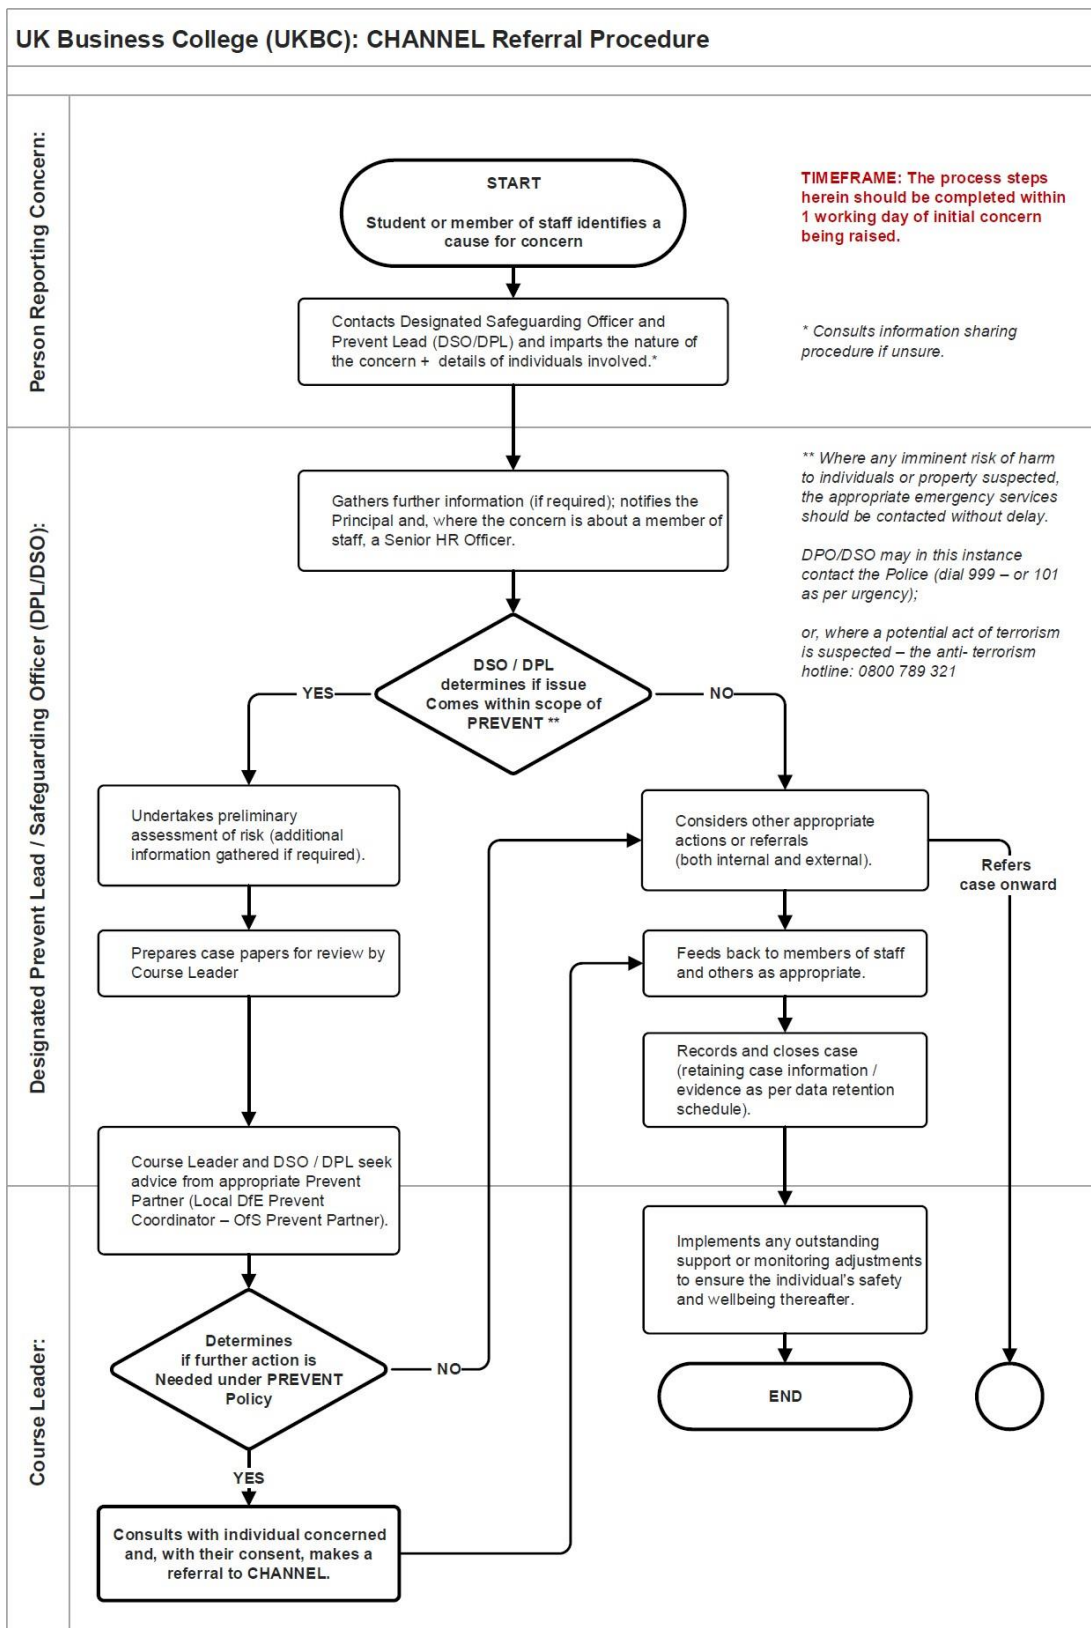 UK Business College (UKBC): CHANNEL Referral Procedure
Person Reporting Concern:
START
Student or member of staff identifies a
cause for concern
TIMEFRAME: The process steps
herein should be completed within
1 working day of initial concern
being raised.
Contacts Designated Safeguarding Officer and
Prevent Lead (DSO/DPL) and imparts the nature of
the concern + details of individuals involved.*
* Consults information sharing
procedure if unsure.
Designated Prevent Lead / Safeguarding Officer (DPL/DSO):
Gathers further information (if required); notifies the
Principal and, where the concern is about a member of
staff, a Senior HR Officer.
** Where any imminent risk of harm
to individuals or property suspected,
the appropriate emergency services
should be contacted without delay.
DPO/DSO may in this instance
contact the Police (dial 999 – or 101
as per urgency);
or, where a potential act of terrorism
is suspected – the anti- terrorism
hotline: 0800 789 321
DSO / DPL
determines if issue
Comes within scope of
PREVENT **
YES
NO
Undertakes preliminary
assessment of risk (additional
information gathered if required).
Considers other appropriate
actions or referrals
(both internal and external).
Refers
case onward
Prepares case papers for review by
Course Leader
Feeds back to members of staff
and others as appropriate.
Records and closes case
(retaining case information /
evidence as per data retention
schedule).
Course Leader and DSO / DPL seek
advice from appropriate Prevent
Partner (Local DfE Prevent
Coordinator – OfS Prevent Partner).
Course Leader:
Implements any outstanding
support or monitoring adjustments
to ensure the individual's safety
and wellbeing thereafter.
Determines
if further action is
Needed under PREVENT
Policy
NO
END
YES
Consults with individual concerned
and, with their consent, makes a
referral to CHANNEL.